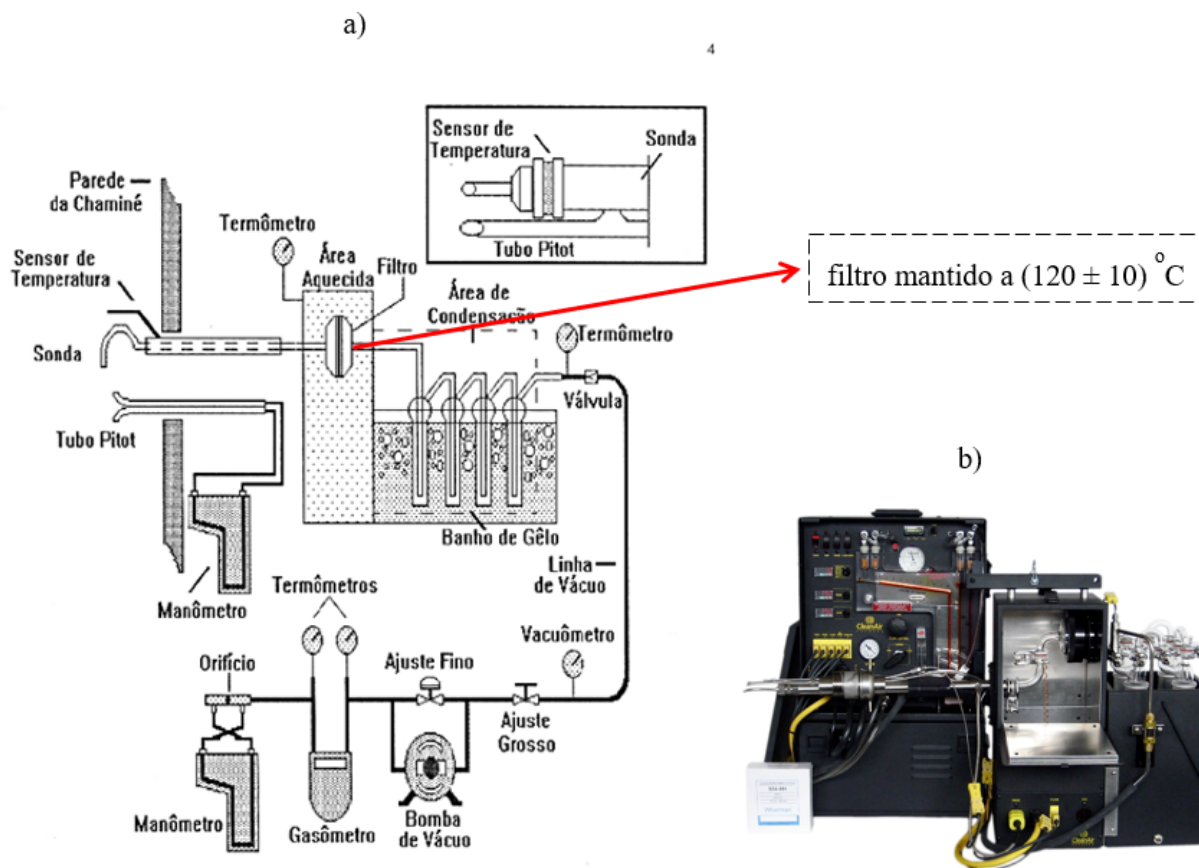 a)
4
Sensor de
Temperatura
Sonda
Tubo Pitot
Parede
da Chaminé
Termômetro
Área
Aquecida
Filtro
Sensor de
Temperatura
Área de
Condensação
filtro mantido a (120 ± 10) °C
Termômetro
Sonda
Válvula
Tubo Pitot
b)
Banho de Gêlo
Linha
de Vácuo
Manômetro
Termômetros
Vacuômetro
Orifício
Ajuste Fino
Ajuste
Grosso
Manômetro
Gasômetro
Bomba
de Vácuo
CleanAir